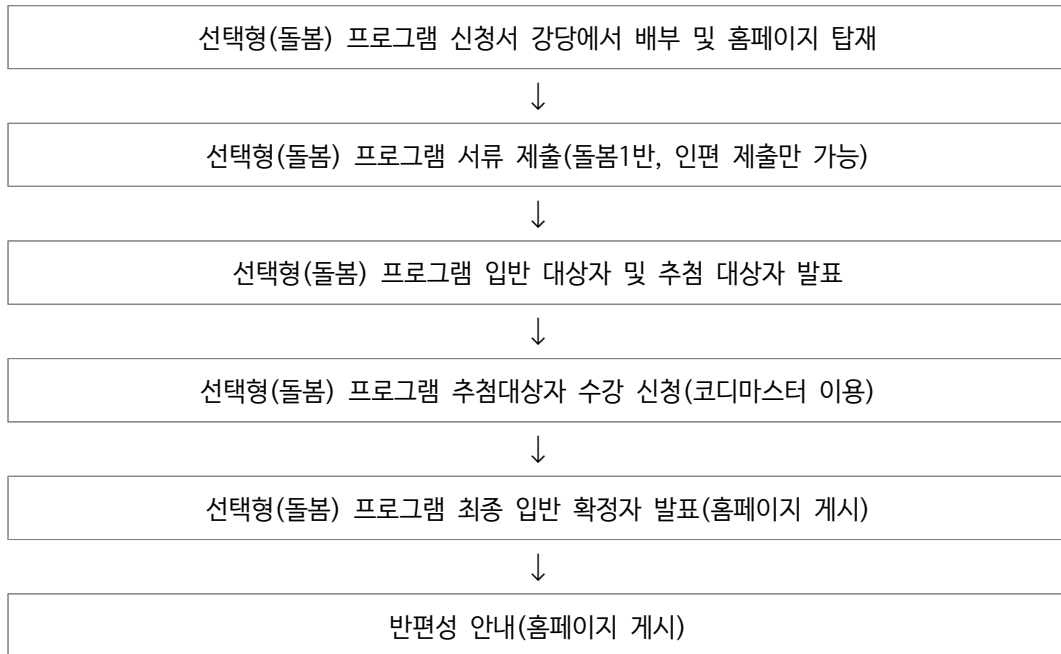 선택형(돌봄) 프로그램 신청서 강당에서 배부 및 홈페이지 탑재
↓
선택형(돌봄) 프로그램 서류 제출(돌봄1반, 인편 제출만 가능)
↓
선택형(돌봄) 프로그램 입반 대상자 및 추첨 대상자 발표
↓
선택형(돌봄) 프로그램 추첨대상자 수강 신청(코디마스터 이용)
↓
선택형(돌봄) 프로그램 최종 입반 확정자 발표(홈페이지 게시)
↓
반편성 안내(홈페이지 게시)